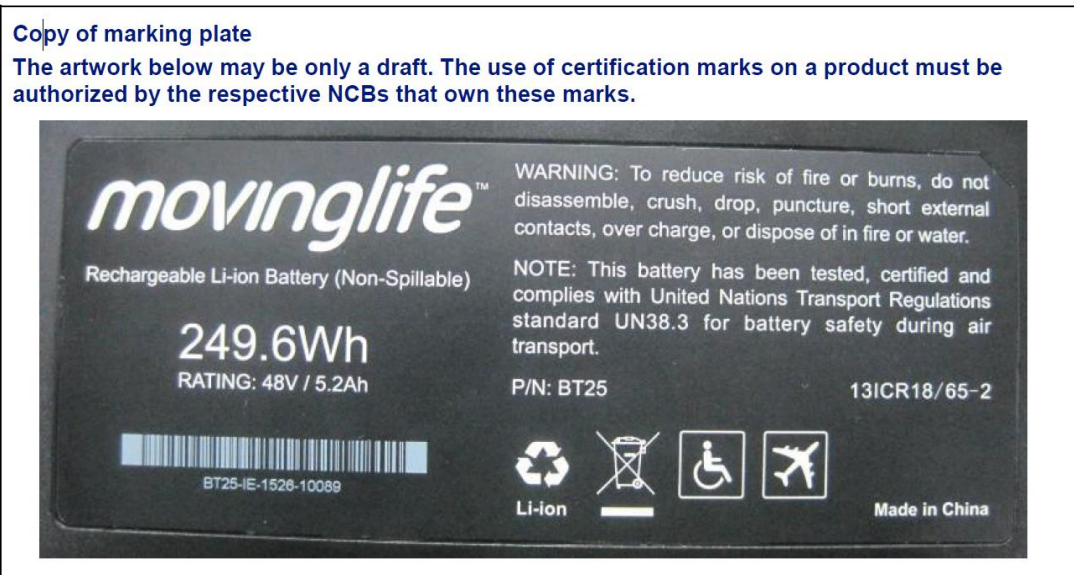 Copy of marking plate
The artwork below may be only a draft. The use of certification marks on a product must be
authorized by the respective NCBs that own these marks.
movinglife™
Rechargeable Li-ion Battery (Non-Spillable)
249.6Wh
RATING: 48V / 5.2Ah
BT25-IE-1526-10089
WARNING: To reduce risk of fire or burns, do not
disassemble, crush, drop, puncture, short external
contacts, over charge, or dispose of in fire or water.
NOTE: This battery has been tested, certified and
complies with United Nations Transport Regulations
standard UN38.3 for battery safety during air
transport.
P/N: BT25
13ICR18/65-2
Li-ion
Made in China